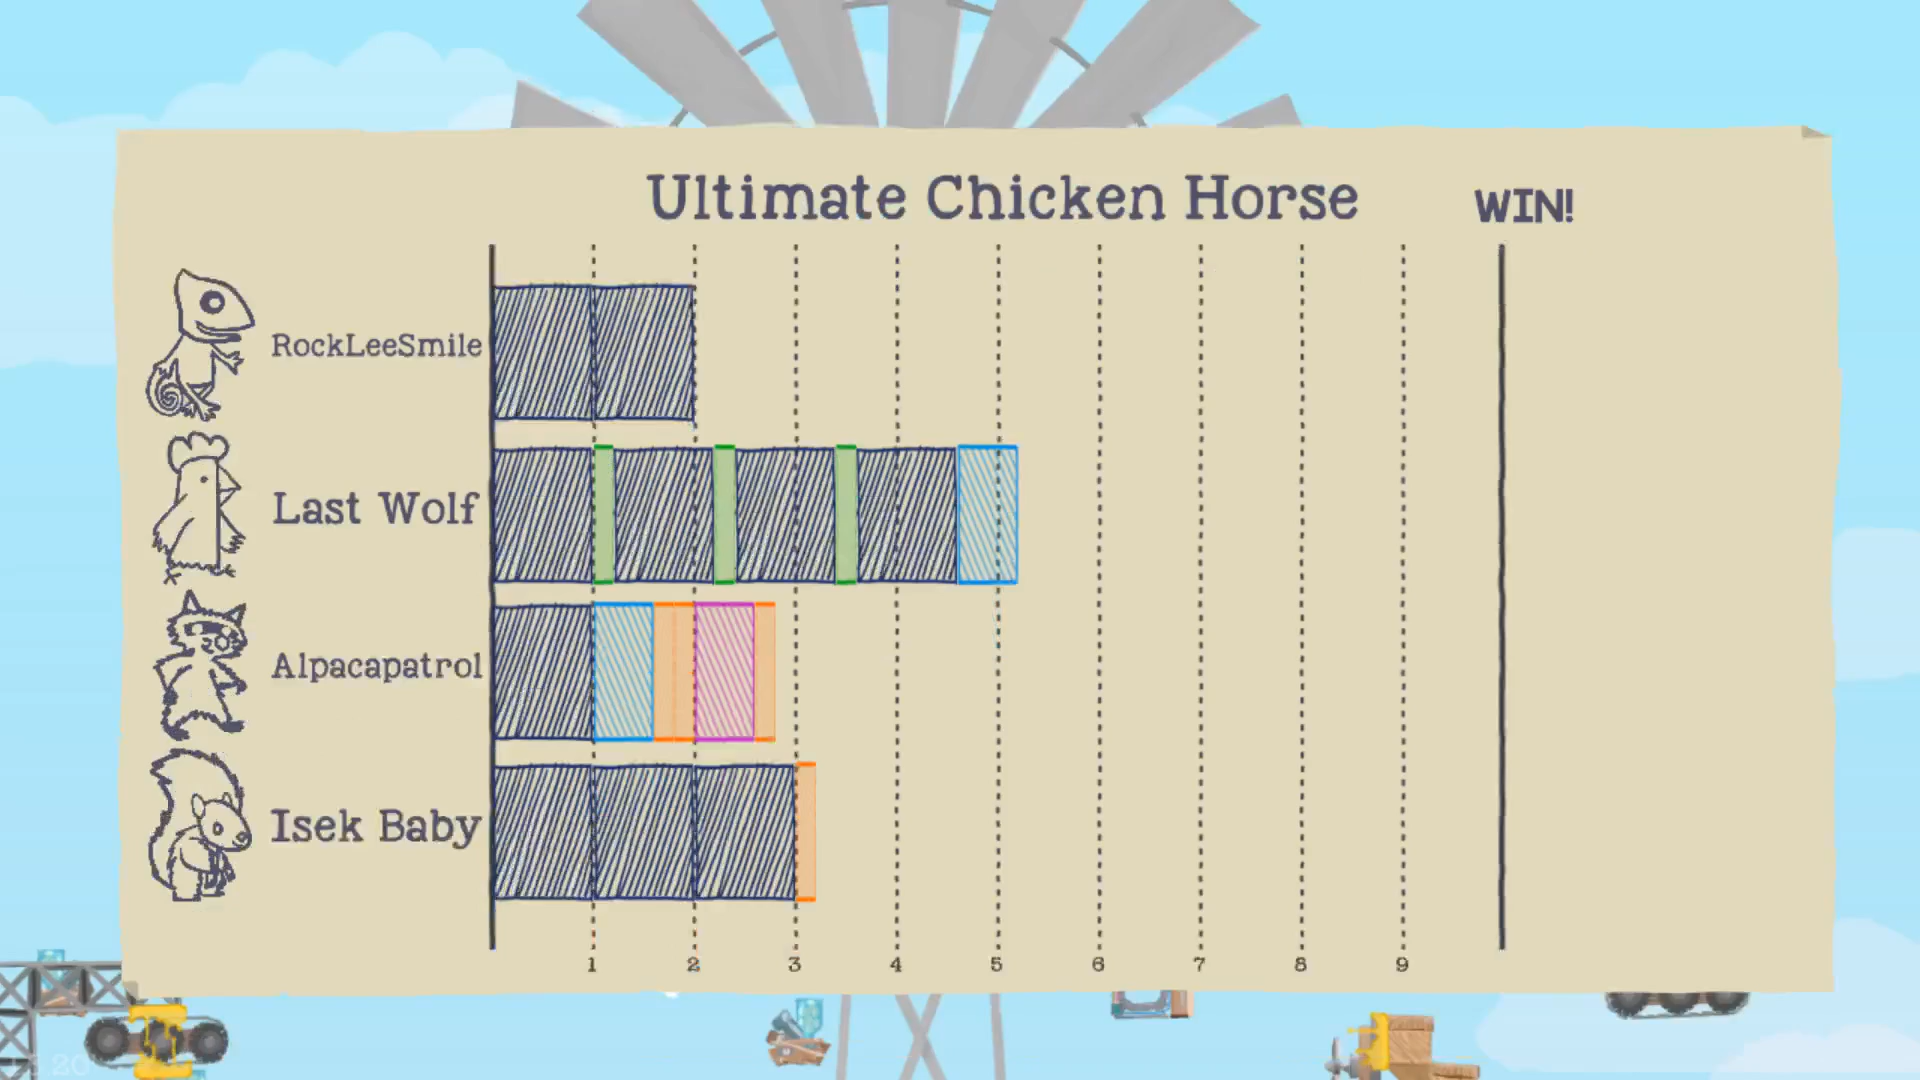 Ultimate Chicken Horse
WIN!
RockLeeSmile
Last Wolf
Alpacapatrol
Isek Baby
1 2 3 4 5 6 7 8 9